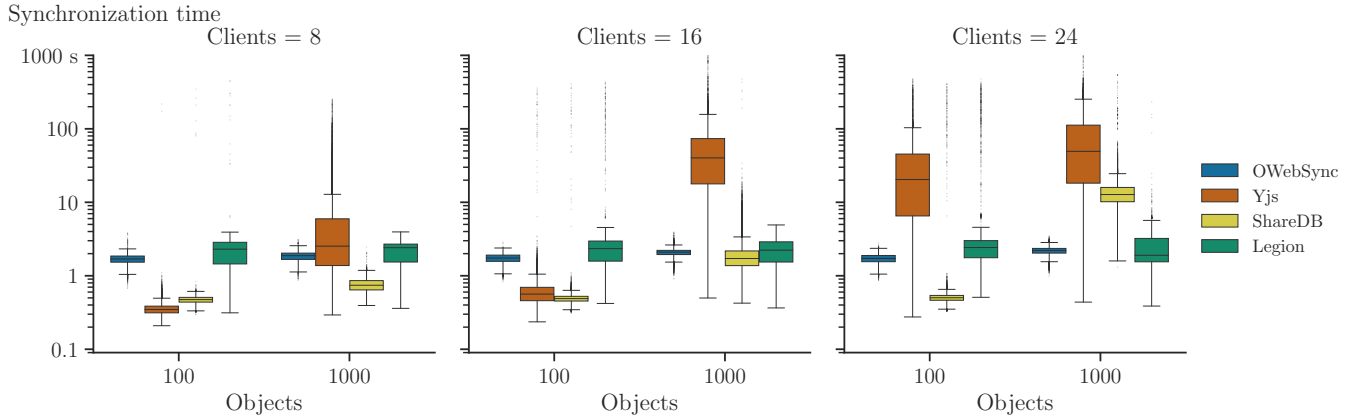 Synchronization time
Clients = 8
Clients = 16
Clients = 24
1000 s
100
10
1
0.1
100
1000
100
1000
100
1000
Objects
Objects
Objects
OWebSync
Yjs
ShareDB
Legion